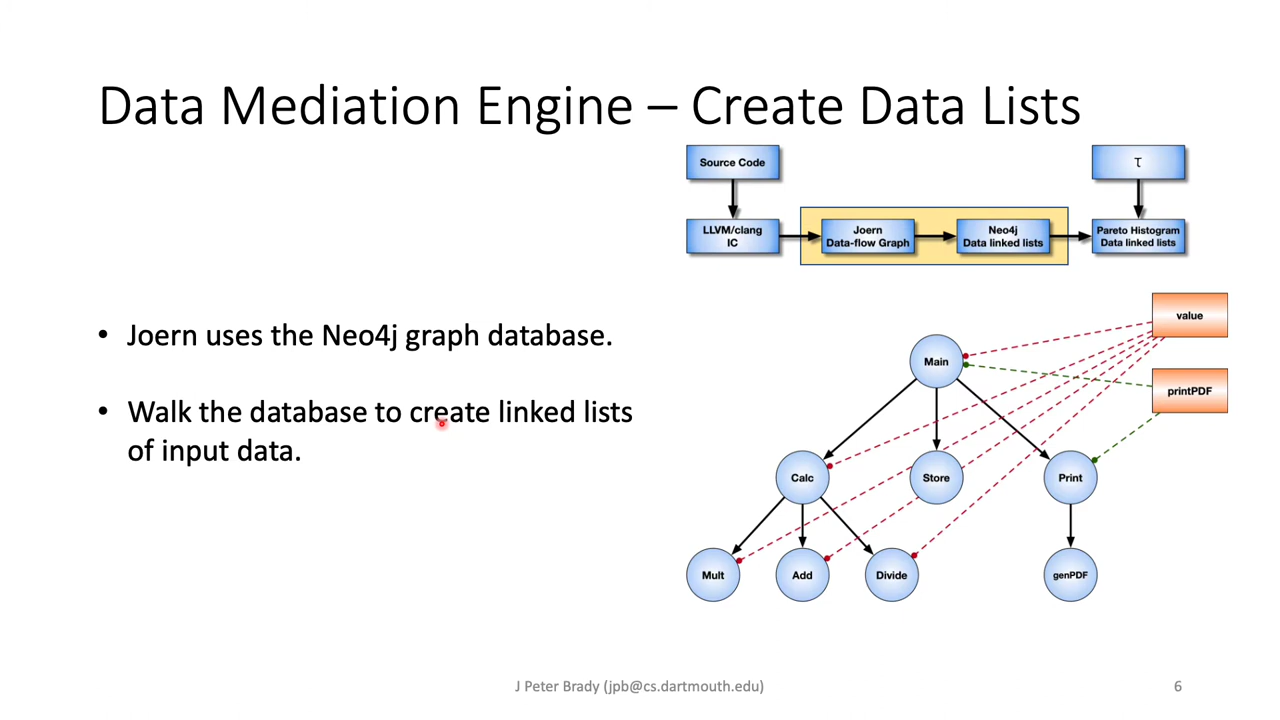 Data Mediation Engine – Create Data Lists
Source Code
τ
LLVM/clang
IC
Joern
Data-flow Graph
Neo4j
Data linked lists
Pareto Histogram
Data linked lists
• Joern uses the Neo4j graph database.
• Walk the database to create linked lists
of input data.
value
Main
printPDF
Calc
Store
Print
Mult
Add
Divide
genPDF
J Peter Brady (jpb@cs.dartmouth.edu)
6